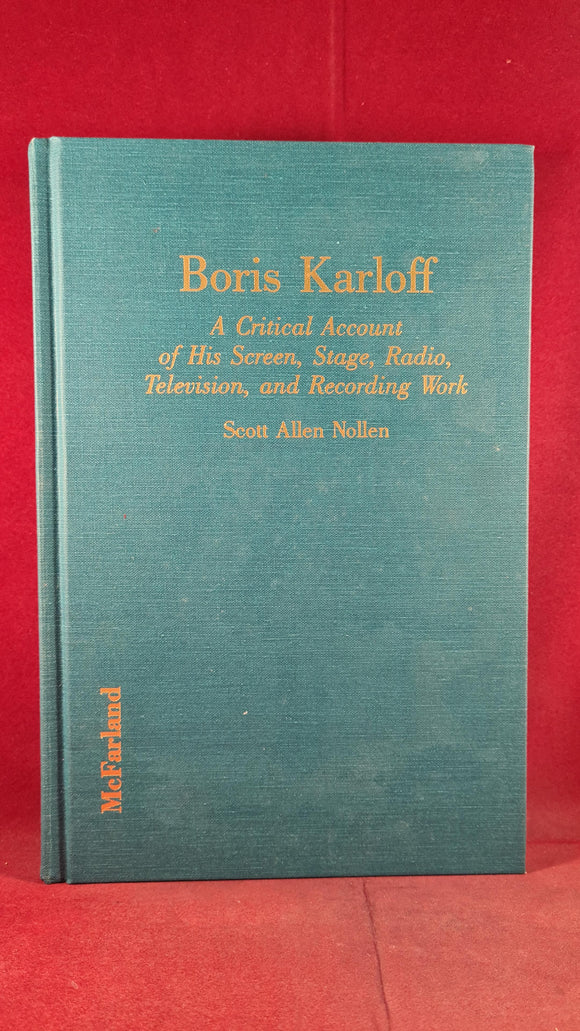 Boris Karloff
A Critical Account
of His Screen, Stage, Radio,
Television, and Recording Work
Scott Allen Nollen
McFarland